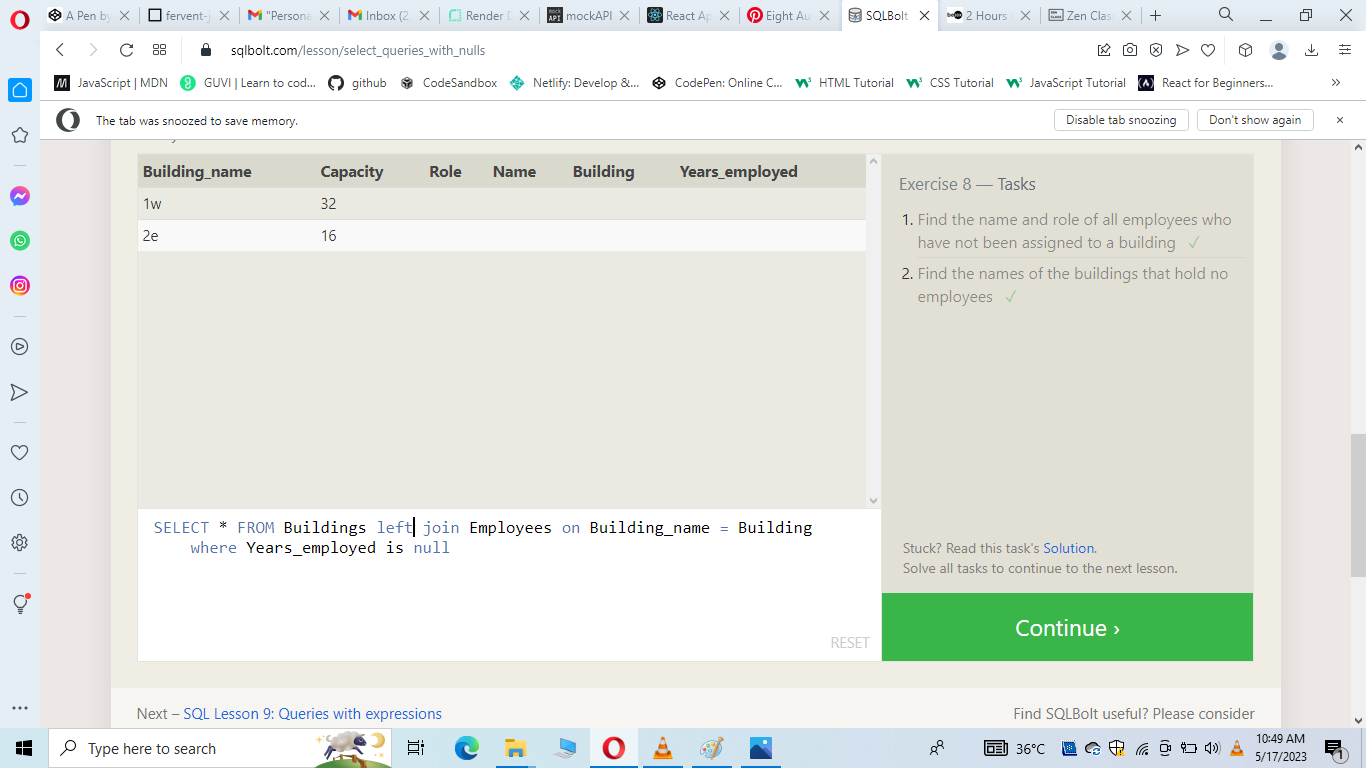 A Pen by
fervent-j
"Persona
Inbox (2
Render D
mockAPI
React Ap
Eight Au
SQLBolt
2 Hours
Zen Clas
sqlbolt.com/lesson/select_queries_with_nulls
JavaScript | MDN
GUVI | Learn to cod...
github
CodeSandbox
Netlify: Develop &...
CodePen: Online C...
HTML Tutorial
CSS Tutorial
JavaScript Tutorial
React for Beginners...
The tab was snoozed to save memory.
Disable tab snoozing
Don't show again
Building_name Capacity Role Name Building Years_employed
1w 32
2e 16
Exercise 8 — Tasks
1. Find the name and role of all employees who
have not been assigned to a building ✓
2. Find the names of the buildings that hold no
employees ✓
SELECT * FROM Buildings left join Employees on Building_name = Building
where Years_employed is null
RESET
Stuck? Read this task's Solution.
Solve all tasks to continue to the next lesson.
Continue ›
Next – SQL Lesson 9: Queries with expressions
Find SQLBolt useful? Please consider
Type here to search
36°C
10:49 AM
5/17/2023
1